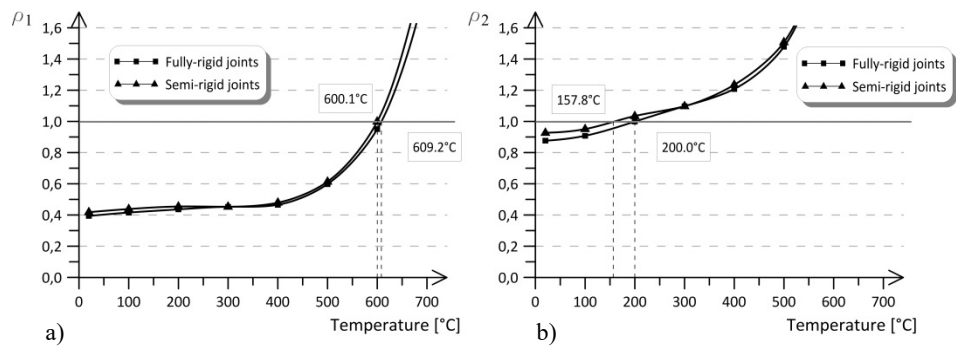 ρ1
1,6
1,4
1,2
1,0
0,8
0,6
0,4
0,2
0,0
Fully-rigid joints
Semi-rigid joints
600.1°C
609.2°C
0 100 200 300 400 500 600 700
Temperature [°C]
a)
ρ2
1,6
1,4
1,2
1,0
0,8
0,6
0,4
0,2
0,0
Fully-rigid joints
Semi-rigid joints
157.8°C
200.0°C
0 100 200 300 400 500 600 700
Temperature [°C]
b)